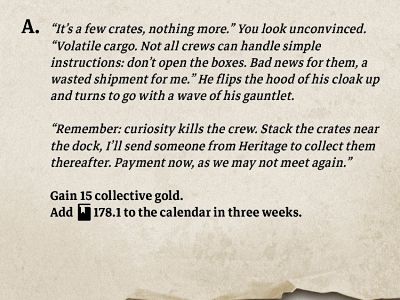 A. “It’s a few crates, nothing more.” You look unconvinced.
“Volatile cargo. Not all crews can handle simple
instructions: don’t open the boxes. Bad news for them, a
wasted shipment for me.” He flips the hood of his cloak up
and turns to go with a wave of his gauntlet.
“Remember: curiosity kills the crew. Stack the crates near
the dock, I’ll send someone from Heritage to collect them
thereafter. Payment now, as we may not meet again.”
Gain 15 collective gold.
Add 178.1 to the calendar in three weeks.